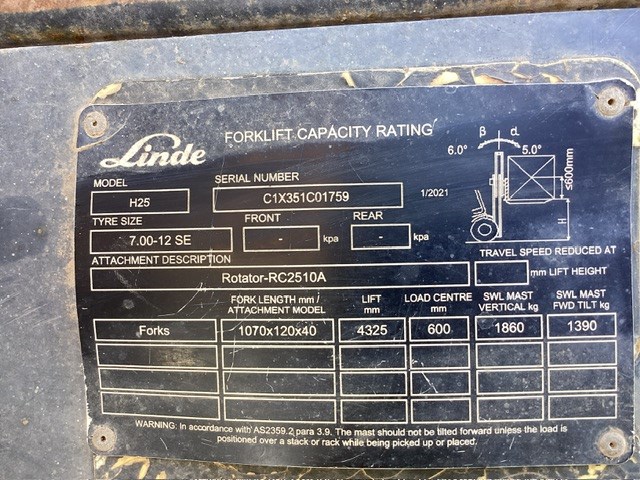 Linde
FORKLIFT CAPACITY RATING
β α
6.0° 5.0°
≤600mm
H
MODEL
H25
SERIAL NUMBER
C1X351C01759
1/2021
TYRE SIZE
7.00-12 SE
FRONT
- kpa
REAR
- kpa
TRAVEL SPEED REDUCED AT
mm LIFT HEIGHT
ATTACHMENT DESCRIPTION
Rotator-RC2510A
FORK LENGTH mm / ATTACHMENT MODEL
LIFT mm
LOAD CENTRE mm
SWL MAST VERTICAL kg
SWL MAST FWD TILT kg
Forks 1070x120x40 4325 600 1860 1390
WARNING: In accordance with AS2359.2 para 3.9. The mast should not be tilted forward unless the load is
positioned over a stack or rack while being picked up or placed.